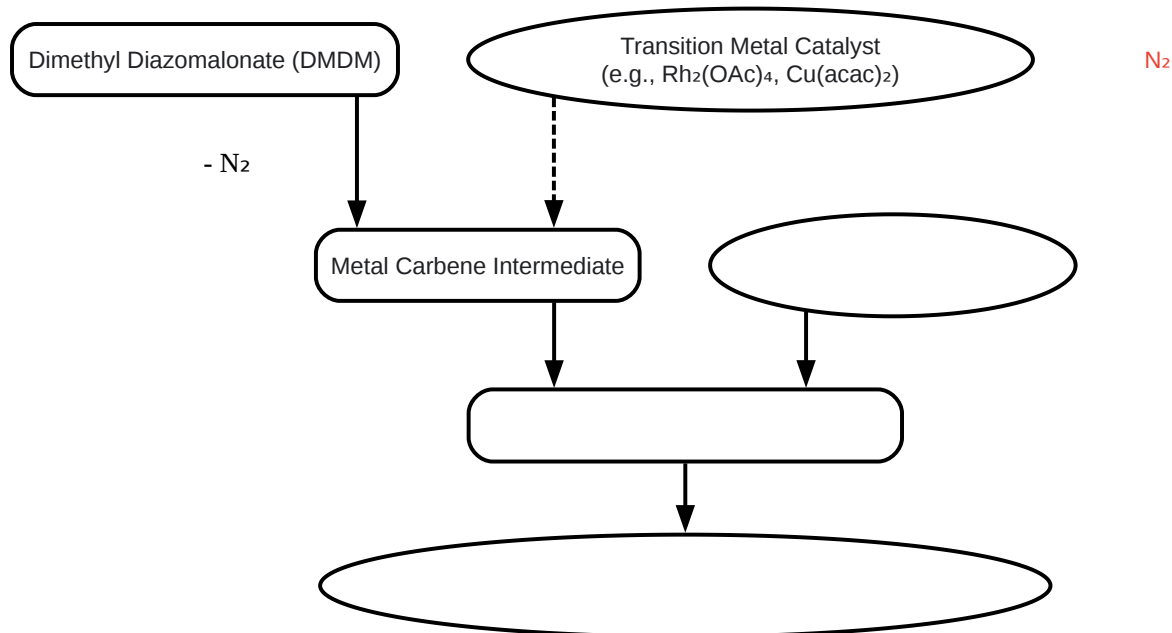 Dimethyl Diazomalonate (DMDM)
Transition Metal Catalyst
(e.g., Rh₂(OAc)₄, Cu(acac)₂)
N₂
- N₂
Metal Carbene Intermediate